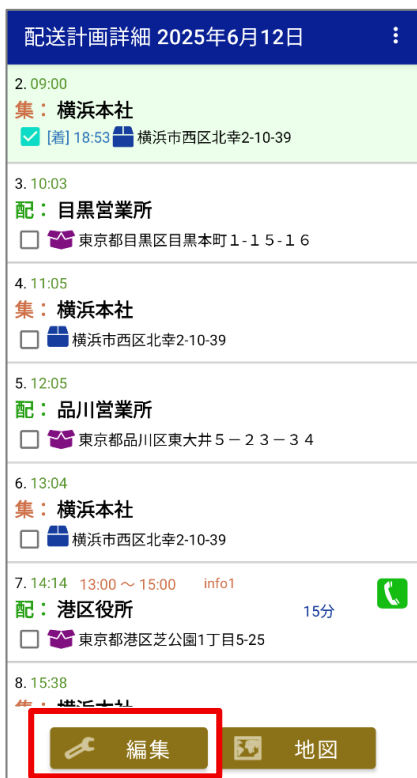 配送計画詳細 2025年6月12日
2. 09:00
集： 横浜本社
[着] 18:53 横浜市西区北幸2-10-39
3. 10:03
配： 目黒営業所
東京都目黒区目黒本町１-１５-１６
4. 11:05
集： 横浜本社
横浜市西区北幸2-10-39
5. 12:05
配： 品川営業所
東京都品川区東大井５－２３－３４
6. 13:04
集： 横浜本社
横浜市西区北幸2-10-39
7. 14:14 13:00 ～ 15:00 info1
配： 港区役所 15分
東京都港区芝公園1丁目5-25
8. 15:38
集： 横浜本社
編集 地図